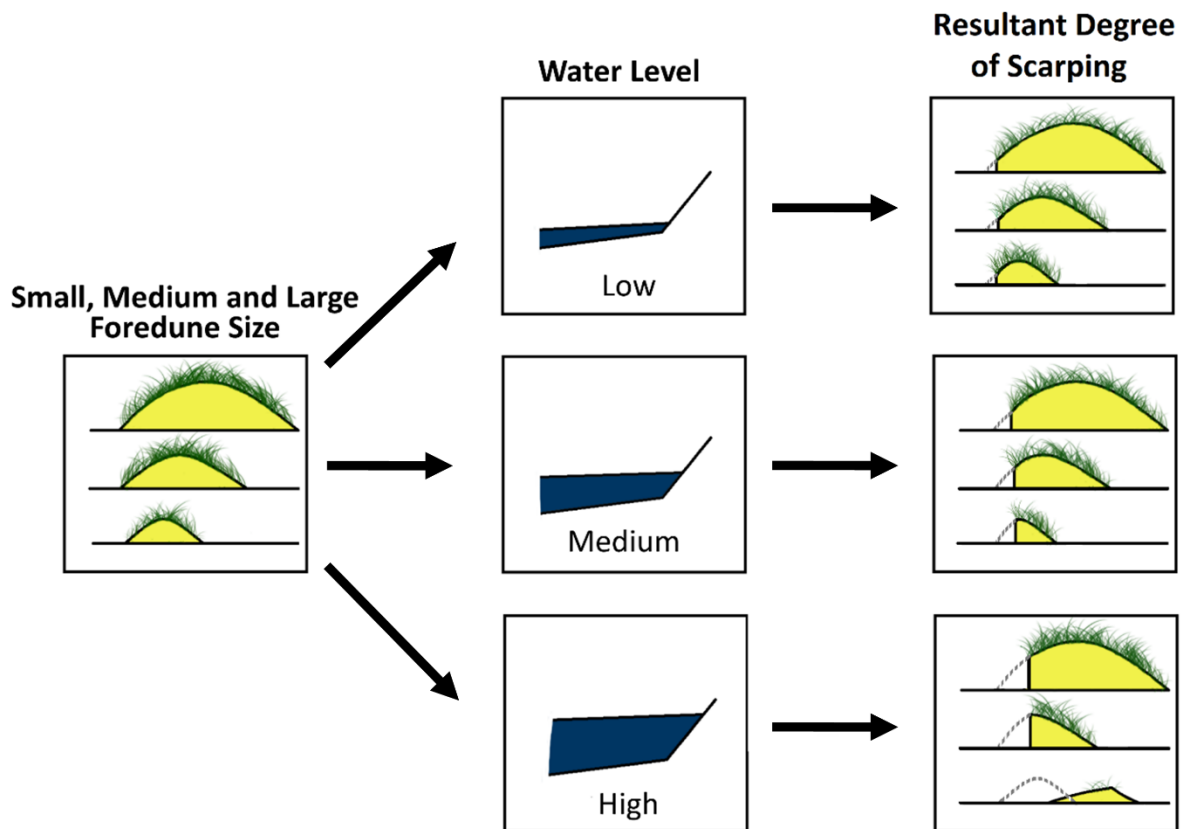 Resultant Degree
of Scarping
Water Level
Low
Small, Medium and Large
Foredune Size
Medium
High